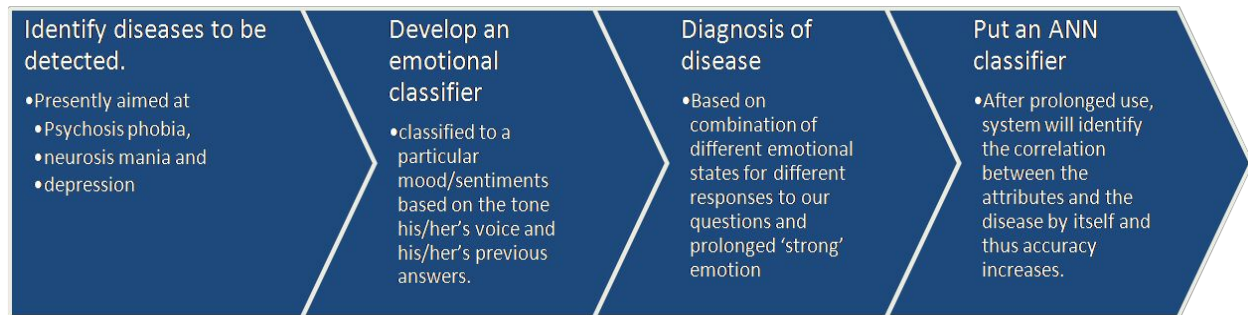 Identify diseases to be
detected.
•Presently aimed at
•Psychosis phobia,
•neurosis mania and
•depression
Develop an
emotional
classifier
•classified to a
particular
mood/sentiments
based on the tone
his/her's voice and
his/her's previous
answers.
Diagnosis of
disease
•Based on
combination of
different emotional
states for different
responses to our
questions and
prolonged 'strong'
emotion
Put an ANN
classifier
•After prolonged use,
system will identify
the correlation
between the
attributes and the
disease by itself and
thus accuracy
increases.